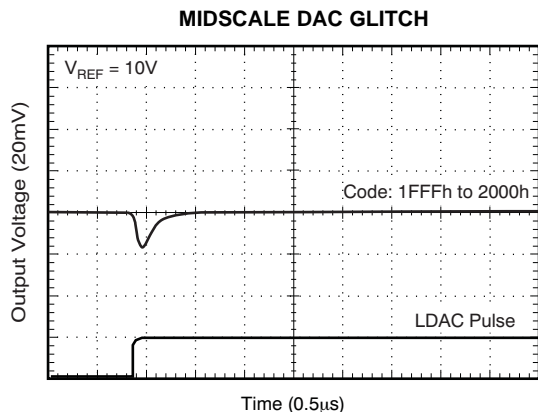 MIDSCALE DAC GLITCH
V_REF = 10V
Output Voltage (20mV)
Code: 1FFFh to 2000h
LDAC Pulse
Time (0.5μs)